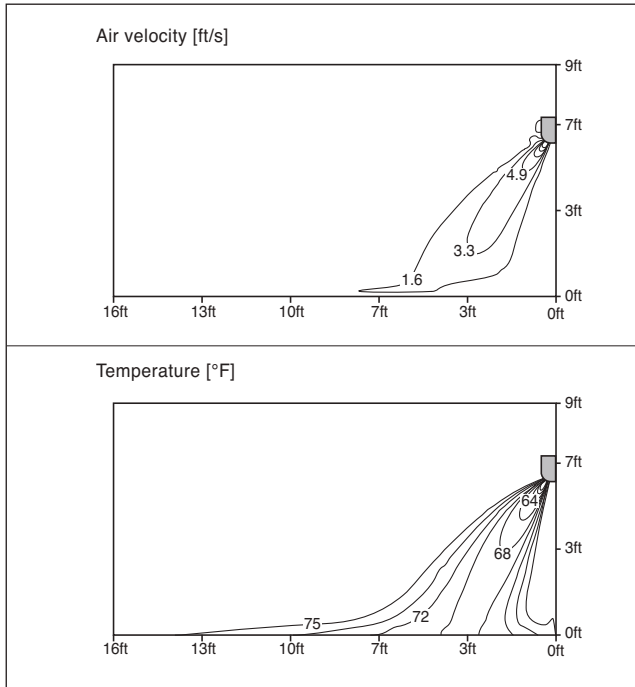 Air velocity [ft/s]
9ft
7ft
4.9
3ft
3.3
1.6
0ft
16ft 13ft 10ft 7ft 3ft 0ft
Temperature [°F]
9ft
7ft
64
68
3ft
75 72
0ft
16ft 13ft 10ft 7ft 3ft 0ft